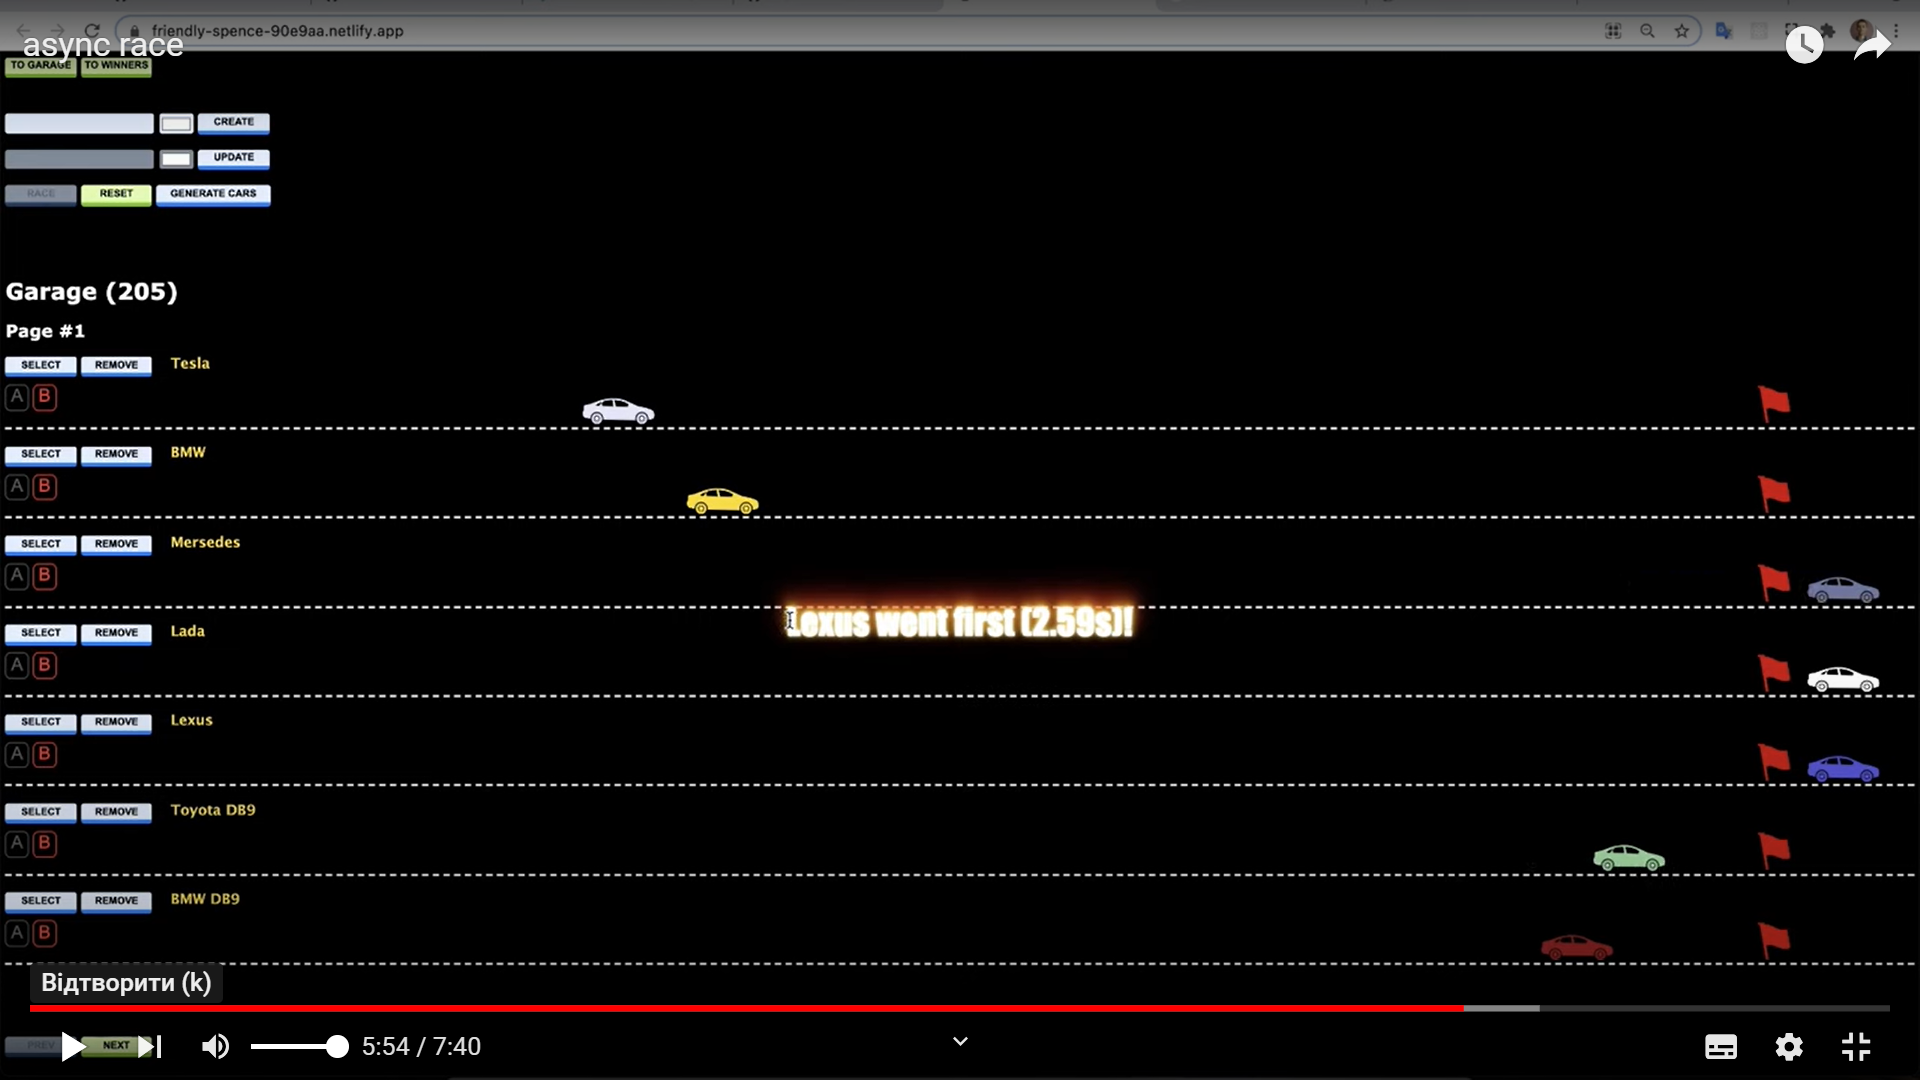 friendly-spence-90e9aa.netlify.app
async race
TO GARAGE TO WINNERS
CREATE
UPDATE
RACE RESET GENERATE CARS
Garage (205)
Page #1
SELECT REMOVE Tesla
A B
SELECT REMOVE BMW
A B
SELECT REMOVE Mersedes
A B
Lexus went first (2.59s)!
SELECT REMOVE Lada
A B
SELECT REMOVE Lexus
A B
SELECT REMOVE Toyota DB9
A B
SELECT REMOVE BMW DB9
A B
Відтворити (k)
PREV NEXT
5:54 / 7:40